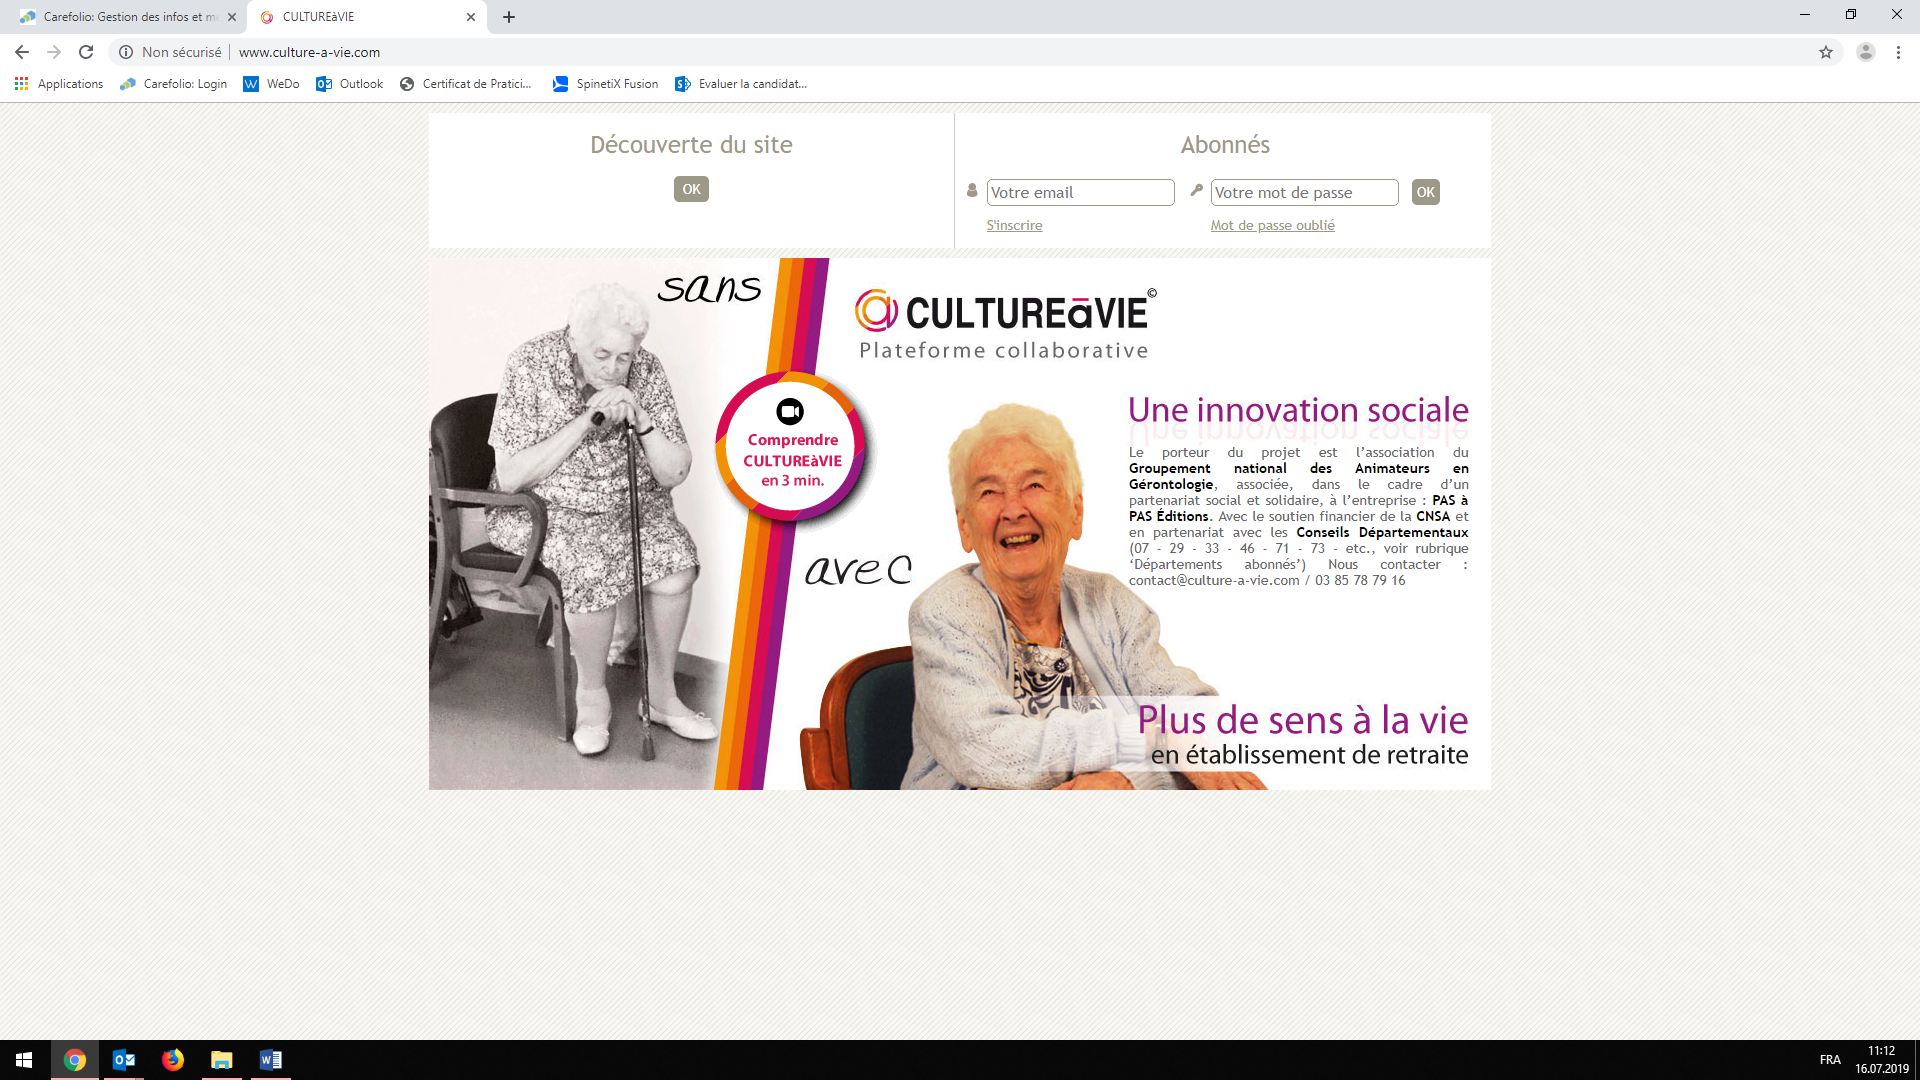 Carefolio: Gestion des infos et m
CULTUREàVIE
Non sécurisé
www.culture-a-vie.com
Applications
Carefolio: Login
WeDo
Outlook
Certificat de Pratici...
SpinetiX Fusion
Evaluer la candidat...
Découverte du site
OK
Abonnés
Votre email
Votre mot de passe
OK
S'inscrire
Mot de passe oublié
sans
CULTUREàVIE©
Plateforme collaborative
Comprendre
CULTUREàVIE
en 3 min.
avec
Une innovation sociale
Le porteur du projet est l’association du
Groupement national des Animateurs en
Gérontologie, associée, dans le cadre d’un
partenariat social et solidaire, à l’entreprise : PAS à
PAS Éditions. Avec le soutien financier de la CNSA et
en partenariat avec les Conseils Départementaux
(07 - 29 - 33 - 46 - 71 - 73 - etc., voir rubrique
‘Départements abonnés’) Nous contacter :
contact@culture-a-vie.com / 03 85 78 79 16
Plus de sens à la vie
en établissement de retraite
FRA
11:12
16.07.2019